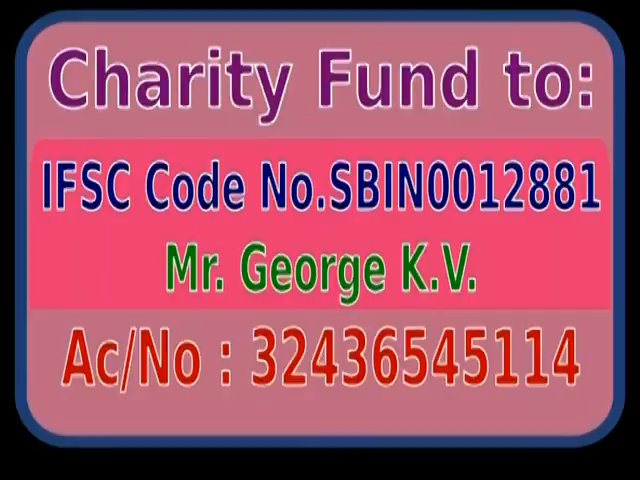 Charity Fund to:
IFSC Code No.SBIN0012881
Mr. George K.V.
Ac/No : 32436545114